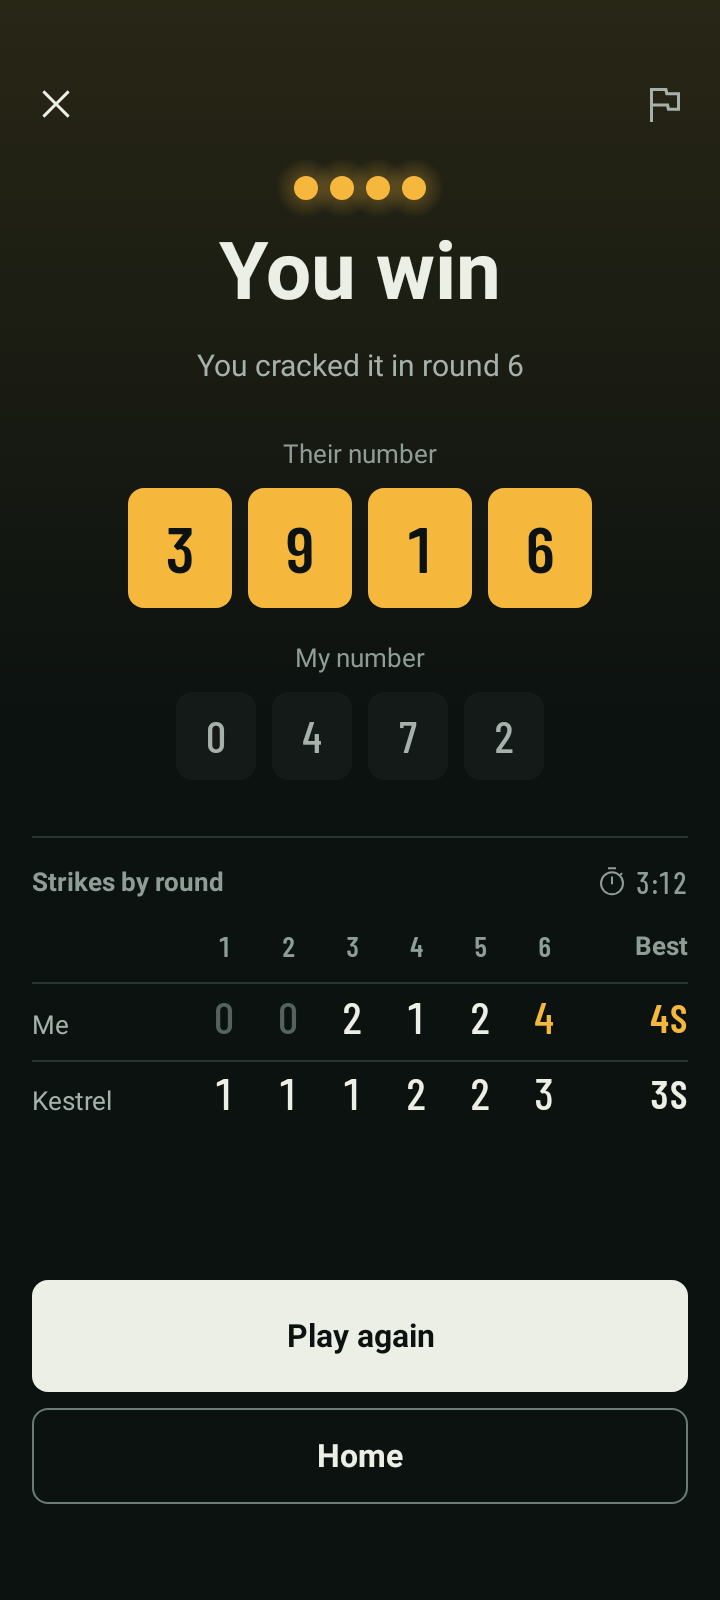 You win
You cracked it in round 6
Their number
3 9 1 6
My number
0 4 7 2
Strikes by round 3:12
1 2 3 4 5 6 Best
Me 0 0 2 1 2 4 4S
Kestrel 1 1 1 2 2 3 3S
Play again
Home